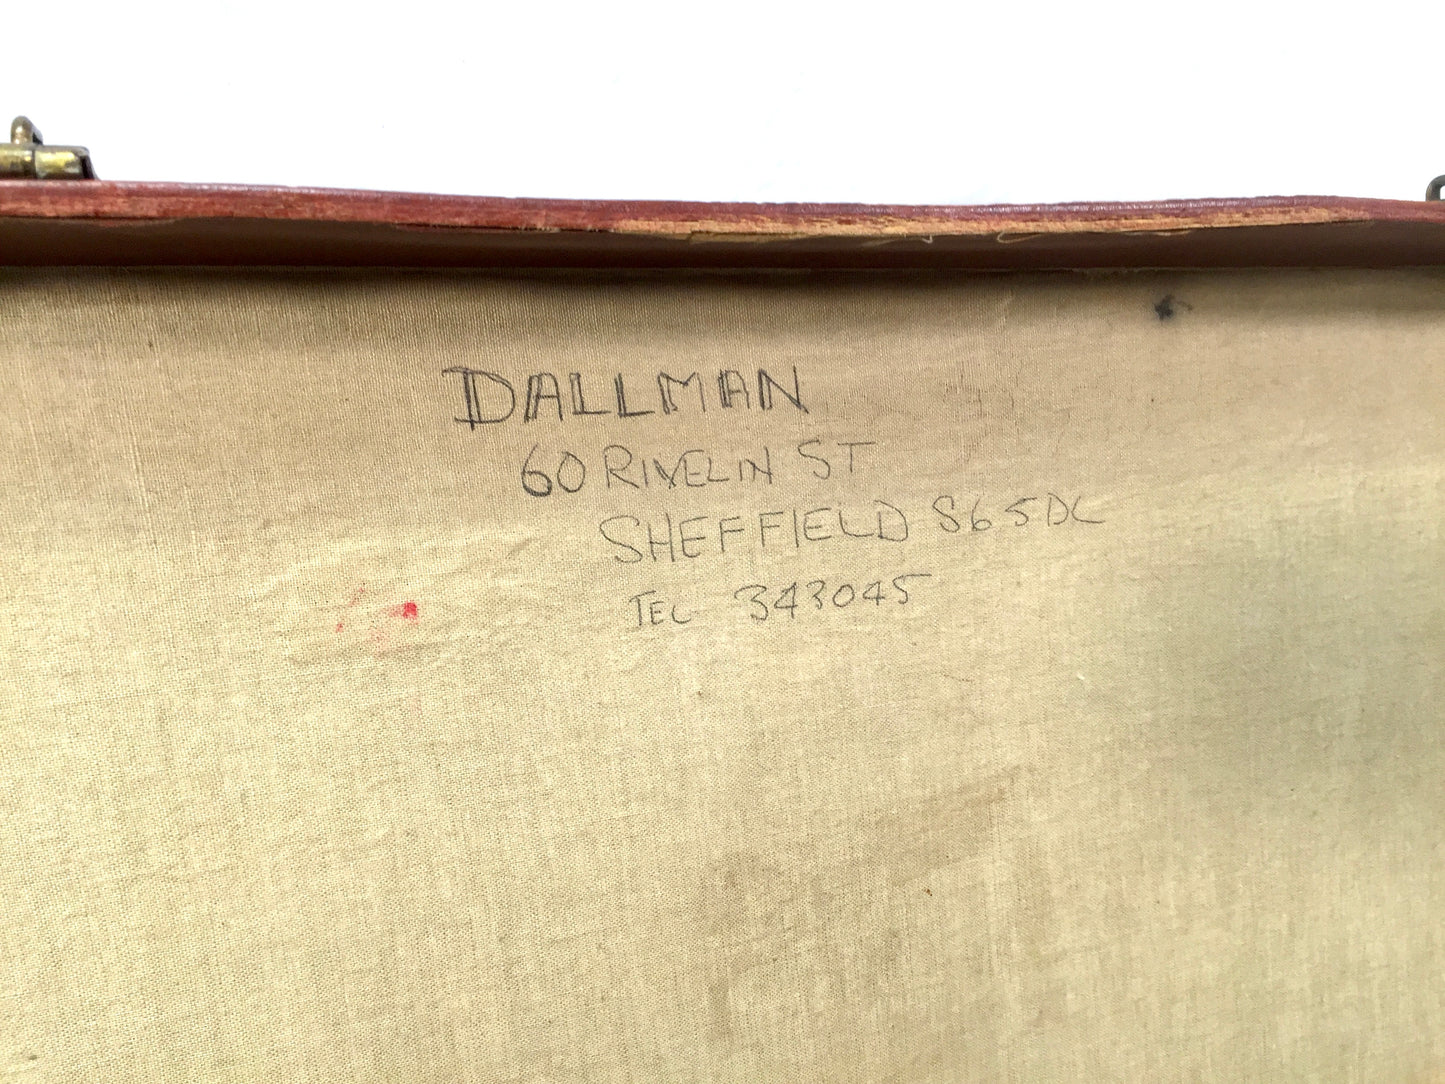 DALLMAN
60 RIVELIN ST
SHEFFIELD S6 5DL
TEL 343045